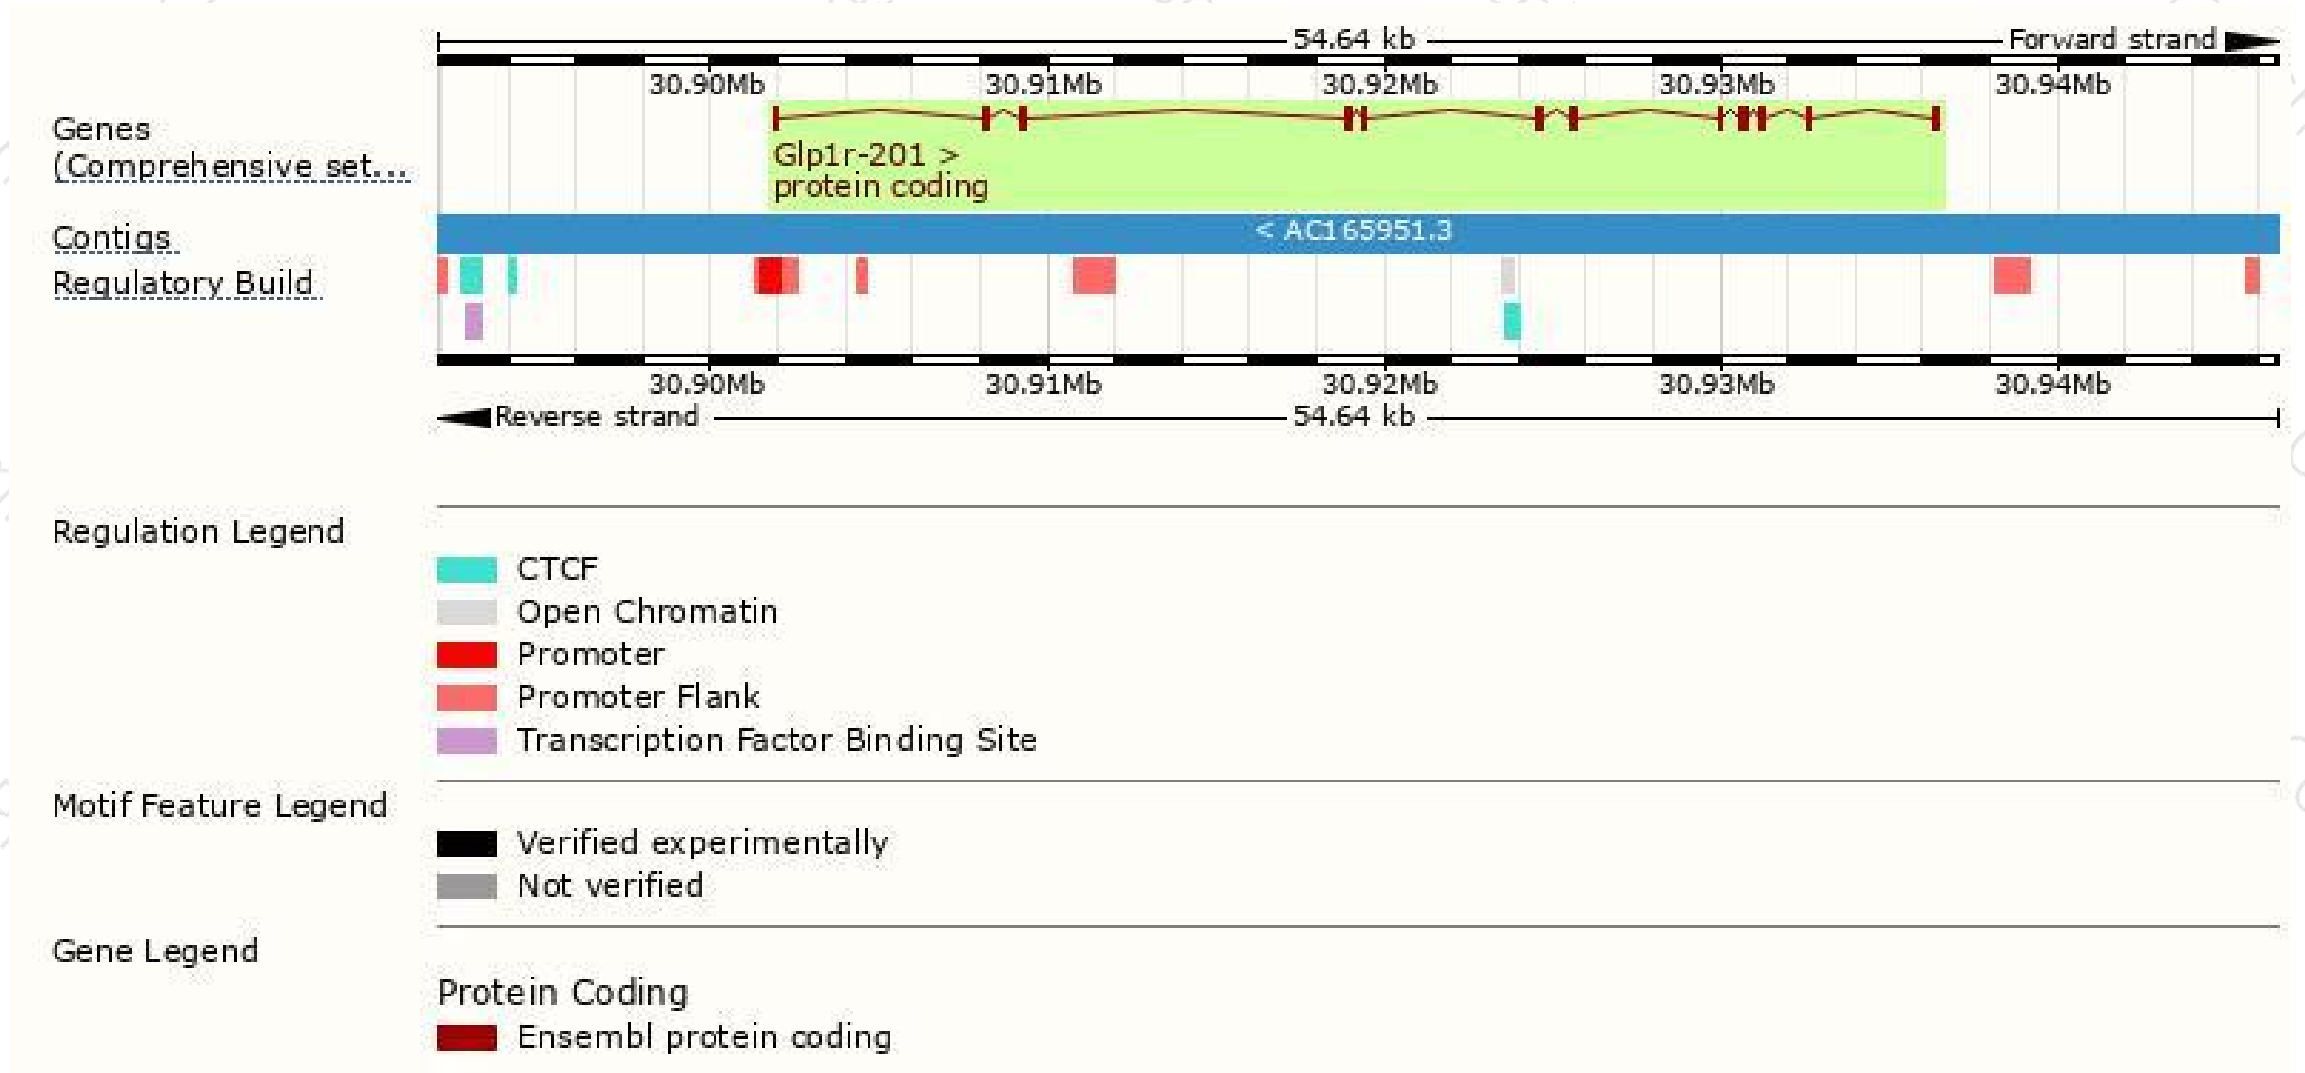 54.64 kb Forward strand
30.90Mb 30.91Mb 30.92Mb 30.93Mb 30.94Mb
Genes
(Comprehensive set...
Glp1r-201 >
protein coding
Contigs
< AC165951.3
Regulatory Build
30.90Mb 30.91Mb 30.92Mb 30.93Mb 30.94Mb
Reverse strand 54.64 kb
Regulation Legend
CTCF
Open Chromatin
Promoter
Promoter Flank
Transcription Factor Binding Site
Motif Feature Legend
Verified experimentally
Not verified
Gene Legend
Protein Coding
Ensembl protein coding